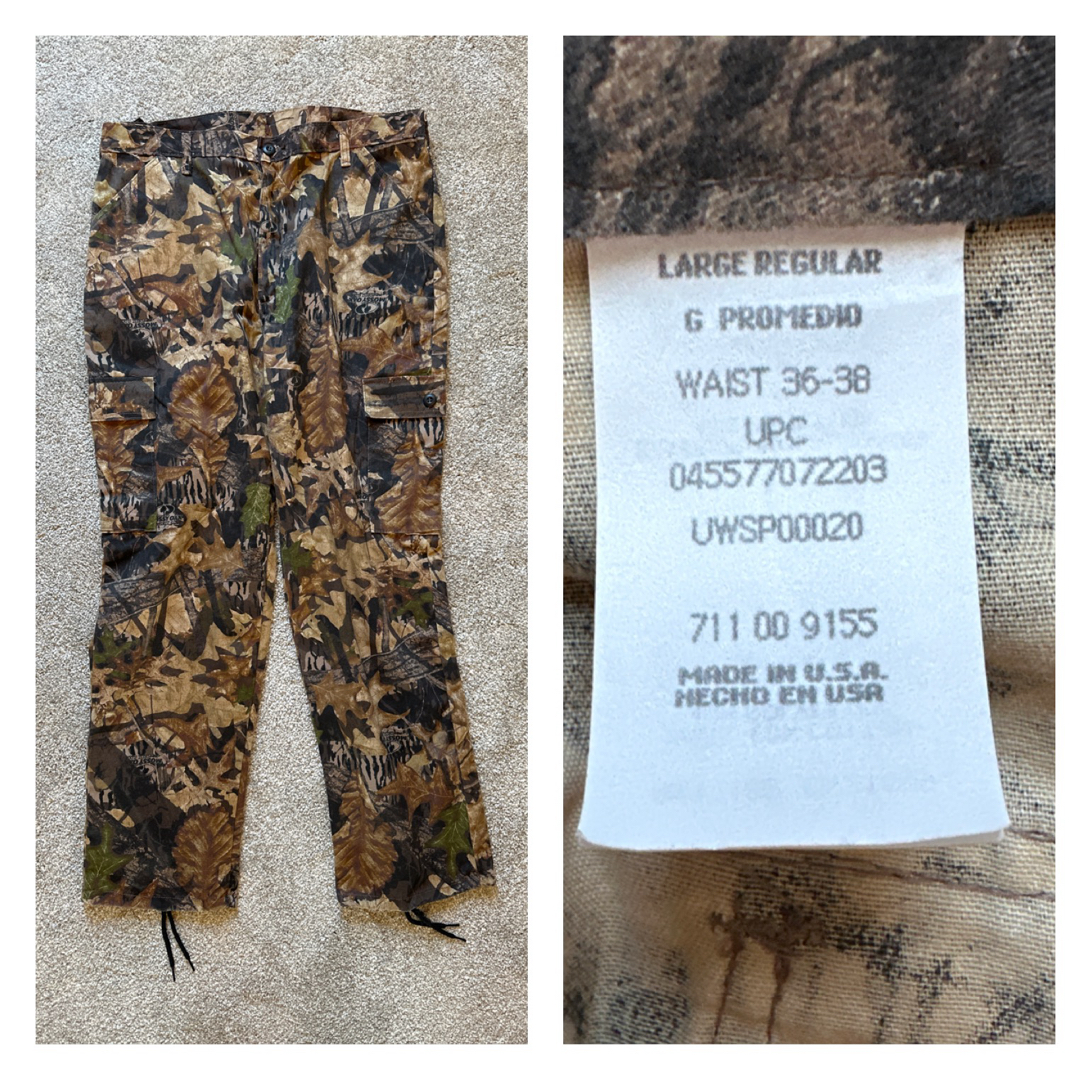 LARGE REGULAR
G PROMEDIO
WAIST 36-38
UPC
045577072203
UWSP00020
711 00 9155
MADE IN U.S.A.
HECHO EN USA